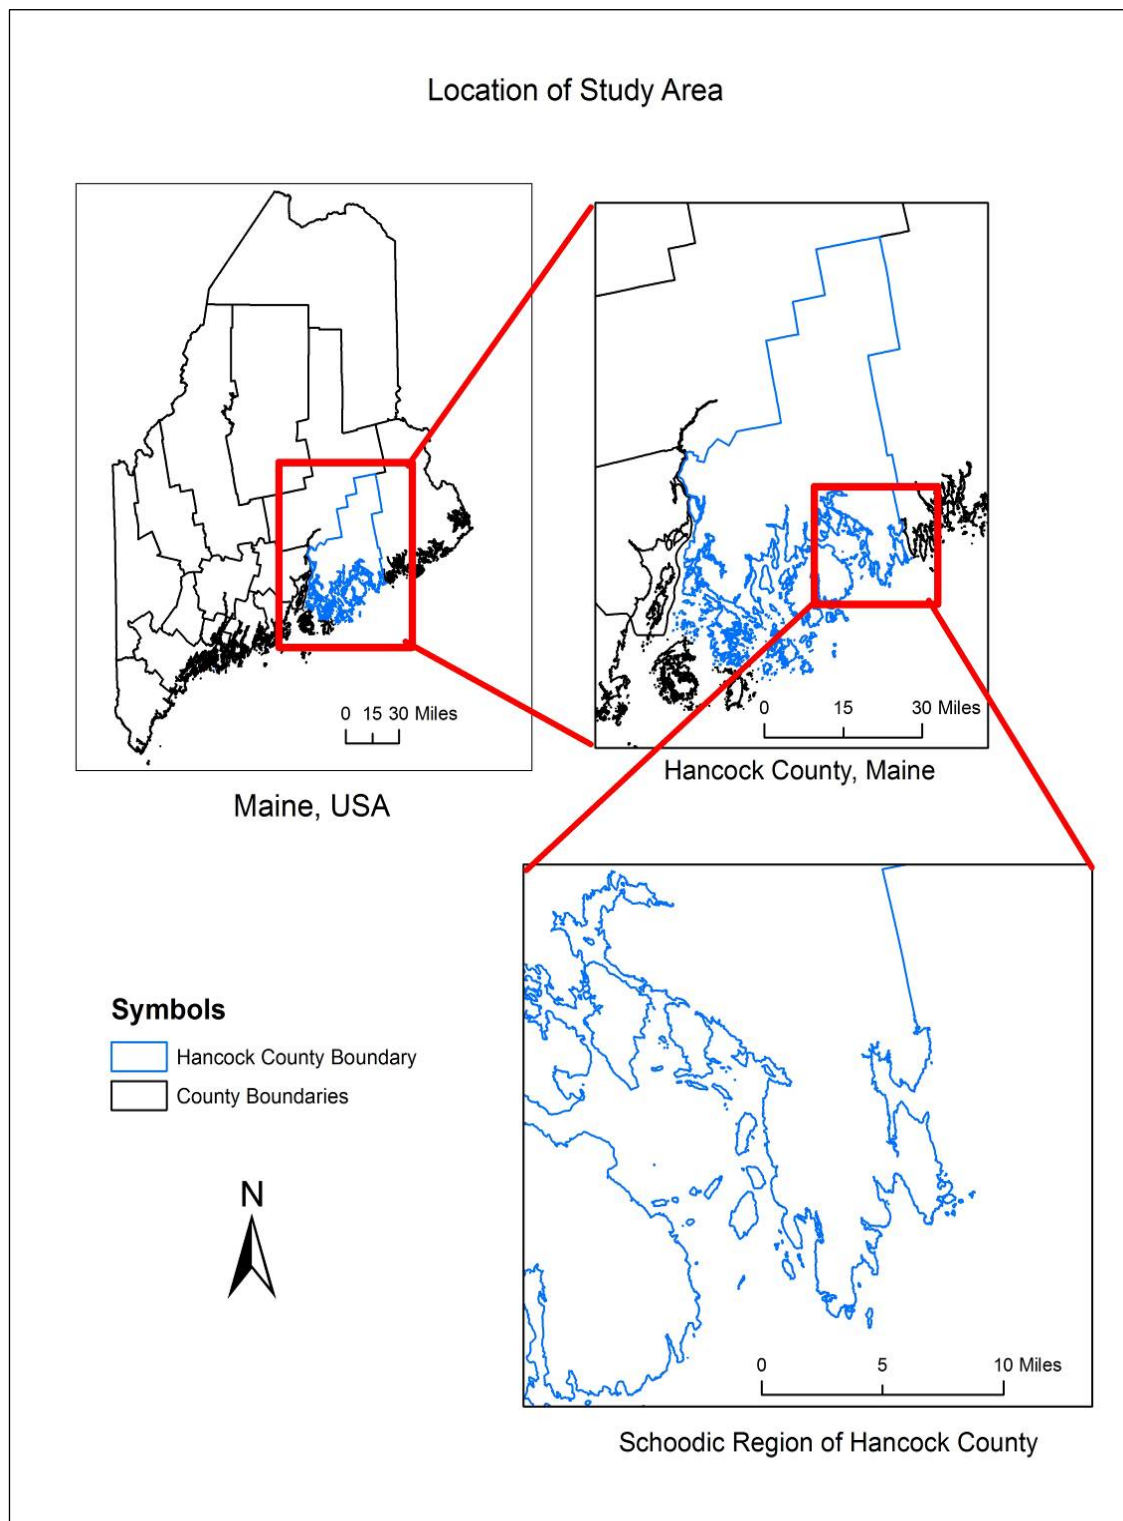 Location of Study Area
0 15 30 Miles
Maine, USA
0 15 30 Miles
Hancock County, Maine
Symbols
Hancock County Boundary
County Boundaries
N
0 5 10 Miles
Schoodic Region of Hancock County